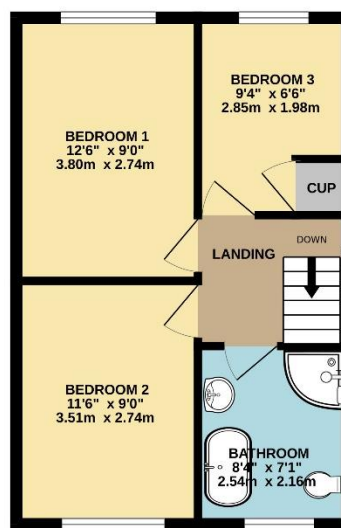 BEDROOM 1
12'6" x 9'0"
3.80m x 2.74m
BEDROOM 3
9'4" x 6'6"
2.85m x 1.98m
CUP
DOWN
LANDING
BEDROOM 2
11'6" x 9'0"
3.51m x 2.74m
BATHROOM
8'4" x 7'1"
2.54m x 2.16m